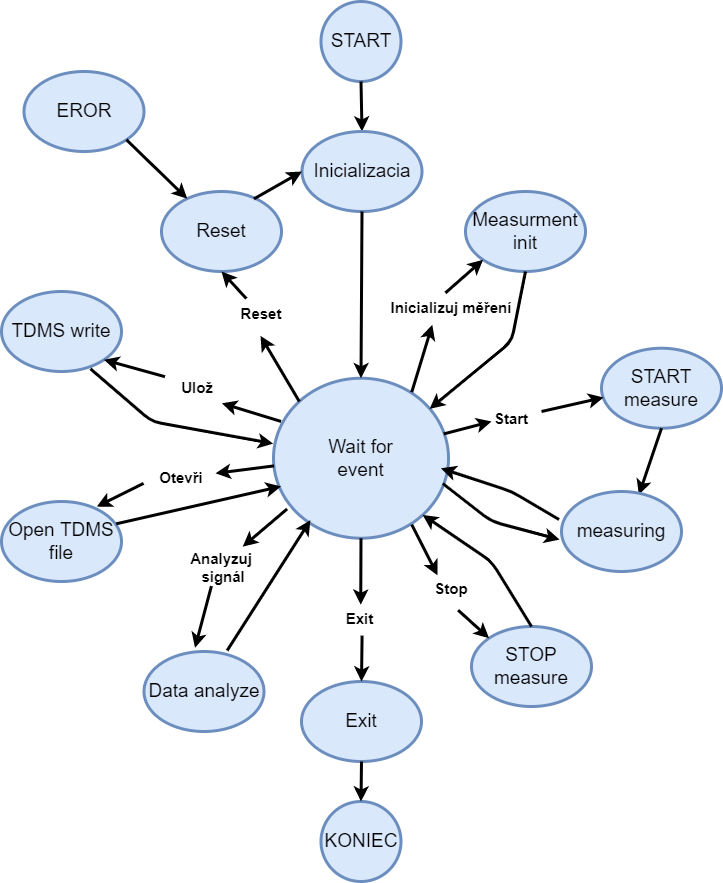 START
EROR
Inicializacia
Reset
Measurment
init
Reset
Inicializuj měření
TDMS write
Ulož
START
measure
Start
Wait for
event
Otevři
Open TDMS
file
measuring
Analyzuj
signál
Stop
Exit
STOP
measure
Data analyze
Exit
KONIEC